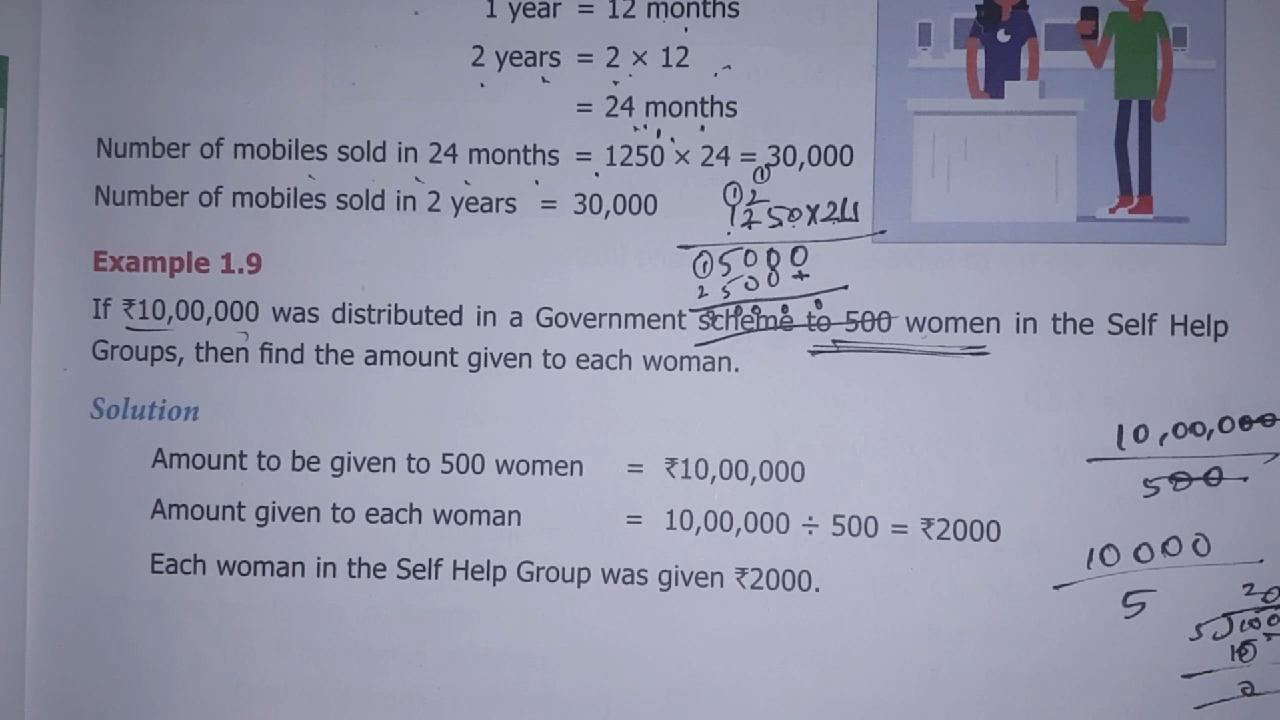 1 year = 12 months
2 years = 2 × 12
= 24 months
Number of mobiles sold in 24 months = 1250 × 24 = 30,000
Number of mobiles sold in 2 years = 30,000
1250×24
5000
2500+
Example 1.9
If ₹10,00,000 was distributed in a Government scheme to 500 women in the Self Help
Groups, then find the amount given to each woman.
Solution
Amount to be given to 500 women = ₹10,00,000
Amount given to each woman = 10,00,000 ÷ 500 = ₹2000
Each woman in the Self Help Group was given ₹2000.
10,00,000
500
10000
5
20
5
10